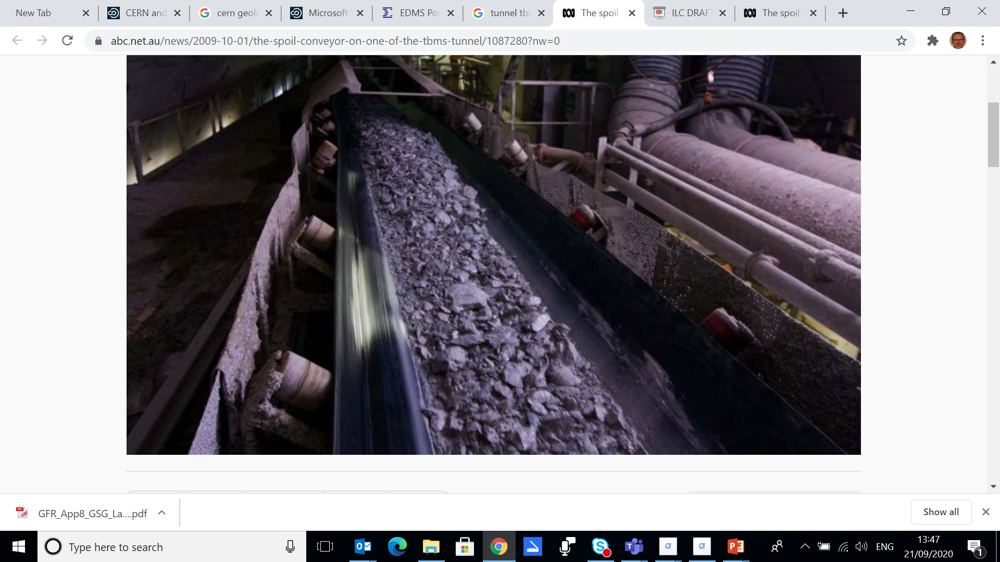 New Tab
CERN and
cern geol
Microsoft
EDMS Por
tunnel tbr
The spoil
ILC DRAFT
The spoil
abc.net.au/news/2009-10-01/the-spoil-conveyor-on-one-of-the-tbms-tunnel/1087280?nw=0
GFR_App8_GSG_La....pdf
Show all
Type here to search
ENG
13:47
21/09/2020
1